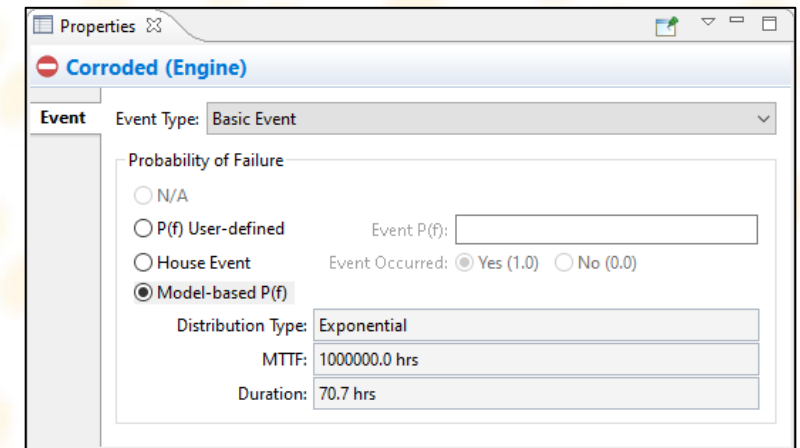 Properties
Corroded (Engine)
Event
Event Type: Basic Event
Probability of Failure
N/A
P(f) User-defined Event P(f):
House Event Event Occurred: Yes (1.0) No (0.0)
Model-based P(f)
Distribution Type: Exponential
MTTF: 1000000.0 hrs
Duration: 70.7 hrs